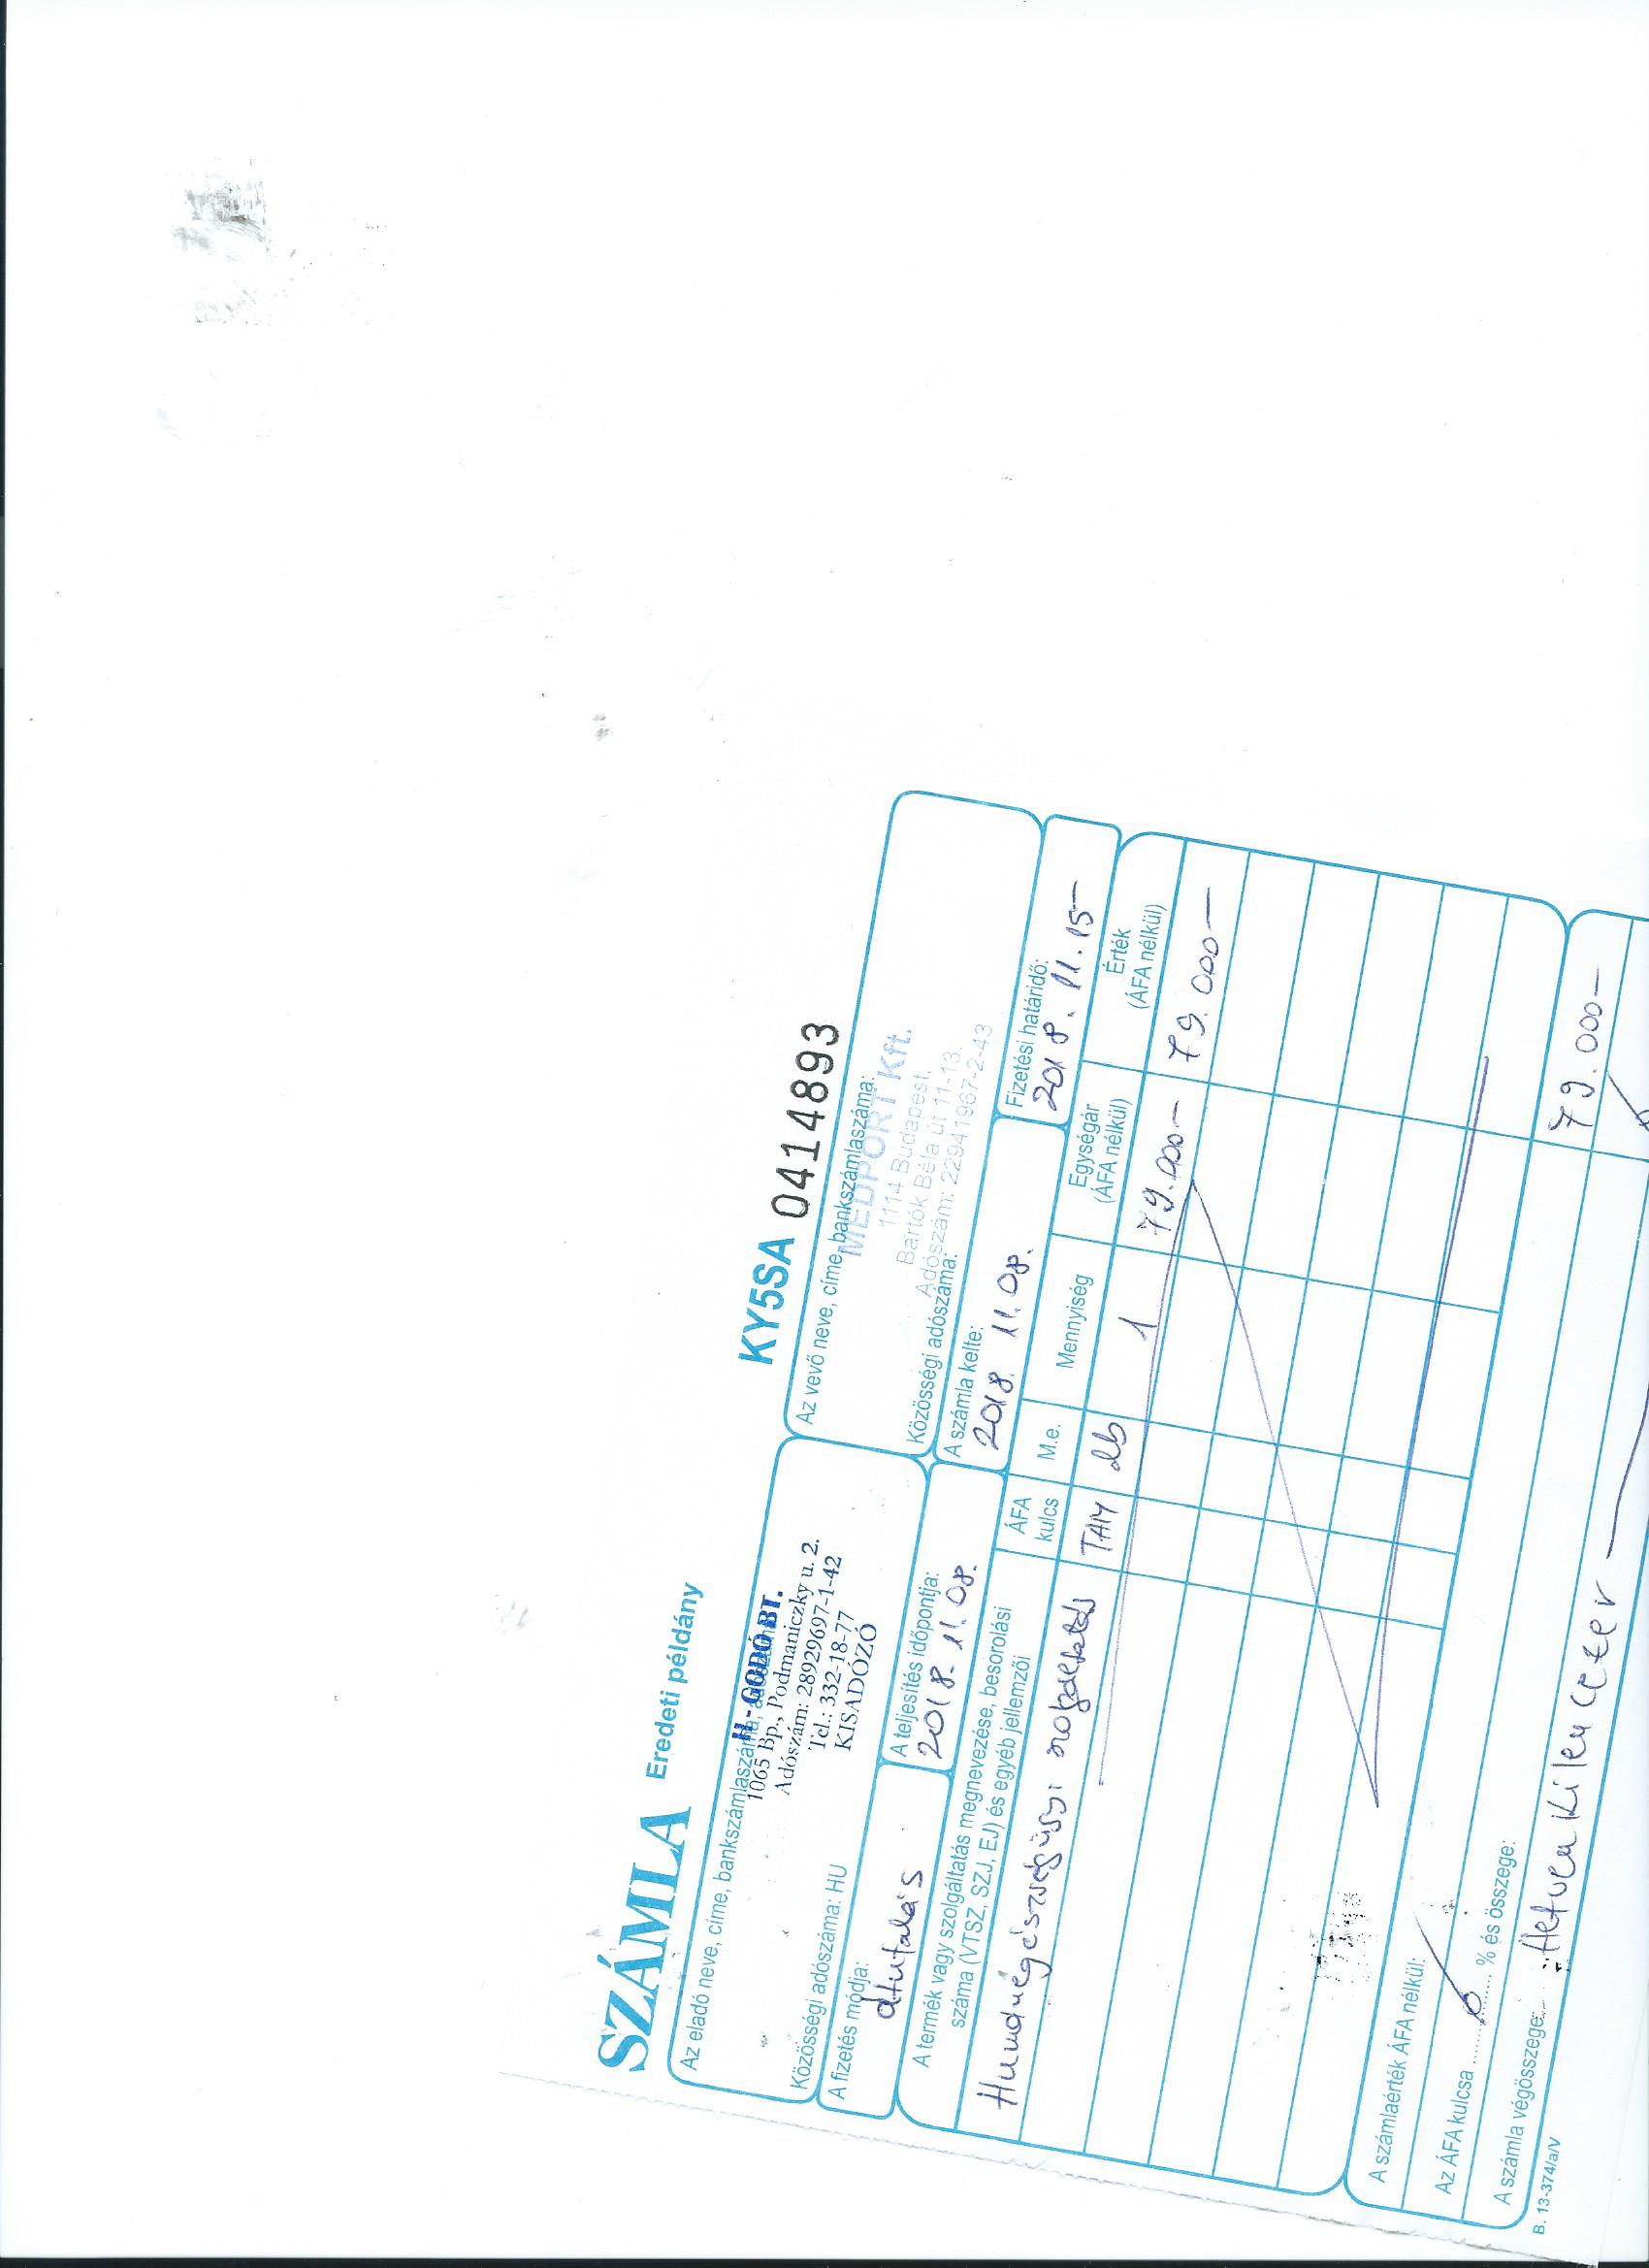 SZÁMLA Eredeti példány
KY5SA 0414893
Az eladó neve, címe, bankszámlaszáma, adószáma:
H-GODÓ BT.
1065 Bp., Podmaniczky u. 2.
Adószám: 28929697-1-42
Tel.: 332-18-77
KISADÓZÓ
Közösségi adószáma: HU
Az vevő neve, címe, bankszámlaszáma:
MEDPORT Kft.
1114 Budapest,
Bartók Béla út 11-13.
Adószám: 22941967-2-43
Közösségi adószáma:
A fizetés módja:
átutalás
A teljesítés időpontja:
2018. 11. 08.
A számla kelte:
2018. 11. 08.
Fizetési határidő:
2018. 11. 15
A termék vagy szolgáltatás megnevezése, besorolási
száma (VTSZ, SZJ, EJ) és egyéb jellemzői
ÁFA
kulcs
M.e.
Mennyiség
Egységár
(ÁFA nélkül)
Érték
(ÁFA nélkül)
Humánegészségügyi szolgáltatás TAM db 1 79.000– 79.000–
A számlaérték ÁFA nélkül: 79.000–
Az ÁFA kulcsa ........ % és összege:
A számla végösszege: Hetvenkilencezer
B. 13-374/a/V